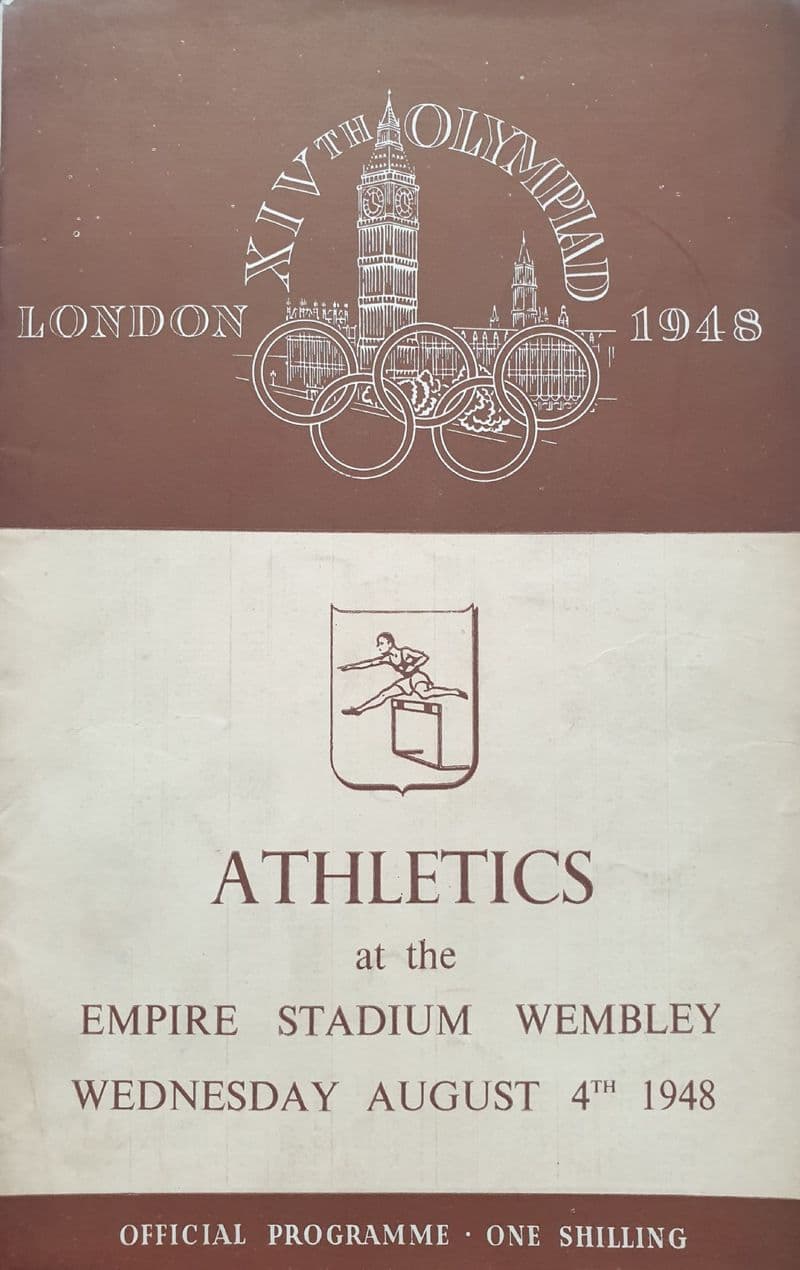 XIVTH OLYMPIAD
LONDON 1948
ATHLETICS
at the
EMPIRE STADIUM WEMBLEY
WEDNESDAY AUGUST 4TH 1948
OFFICIAL PROGRAMME · ONE SHILLING